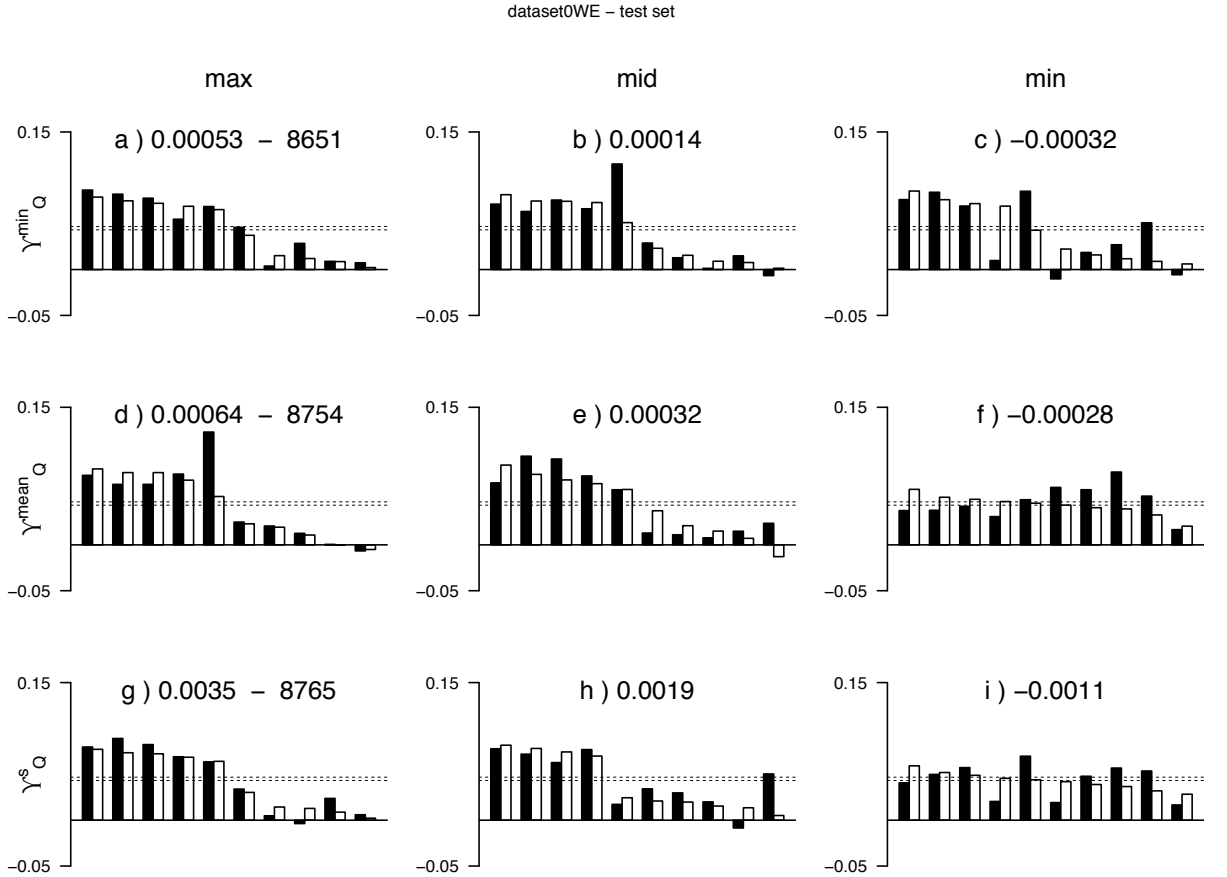 dataset0WE − test set
max mid min
a ) 0.00053 − 8651 b ) 0.00014 c ) −0.00032
0.15 0.15 0.15
γ^min Q
−0.05 −0.05 −0.05
d ) 0.00064 − 8754 e ) 0.00032 f ) −0.00028
0.15 0.15 0.15
γ^mean Q
−0.05 −0.05 −0.05
g ) 0.0035 − 8765 h ) 0.0019 i ) −0.0011
0.15 0.15 0.15
γ^s Q
−0.05 −0.05 −0.05